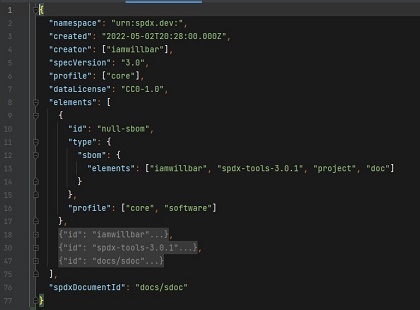 1 {
2 "namespace": "urn:spdx.dev:",
3 "created": "2022-05-02T20:28:00.000Z",
4 "creator": ["iamwillbar"],
5 "specVersion": "3.0",
6 "profile": ["core"],
7 "dataLicense": "CC0-1.0",
8 "elements": [
9 {
10 "id": "null-sbom",
11 "type": {
12 "sbom": {
13 "elements": ["iamwillbar", "spdx-tools-3.0.1", "project", "doc"]
14 }
15 },
16 "profile": ["core", "software"]
17 },
18 {"id": "iamwillbar"...},
30 {"id": "spdx-tools-3.0.1"...},
47 {"id": "docs/sdoc"...}
75 ],
76 "spdxDocumentId": "docs/sdoc"
77 }